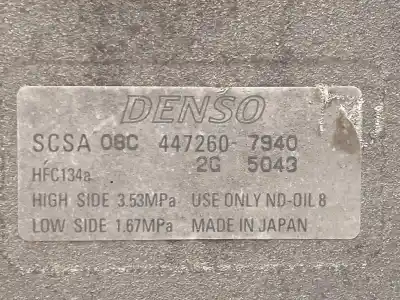 DENSO
SCSA 08C 447260-7940
2G 5043
HFC134a
HIGH SIDE 3.53MPa USE ONLY ND-OIL 8
LOW SIDE 1.67MPa MADE IN JAPAN